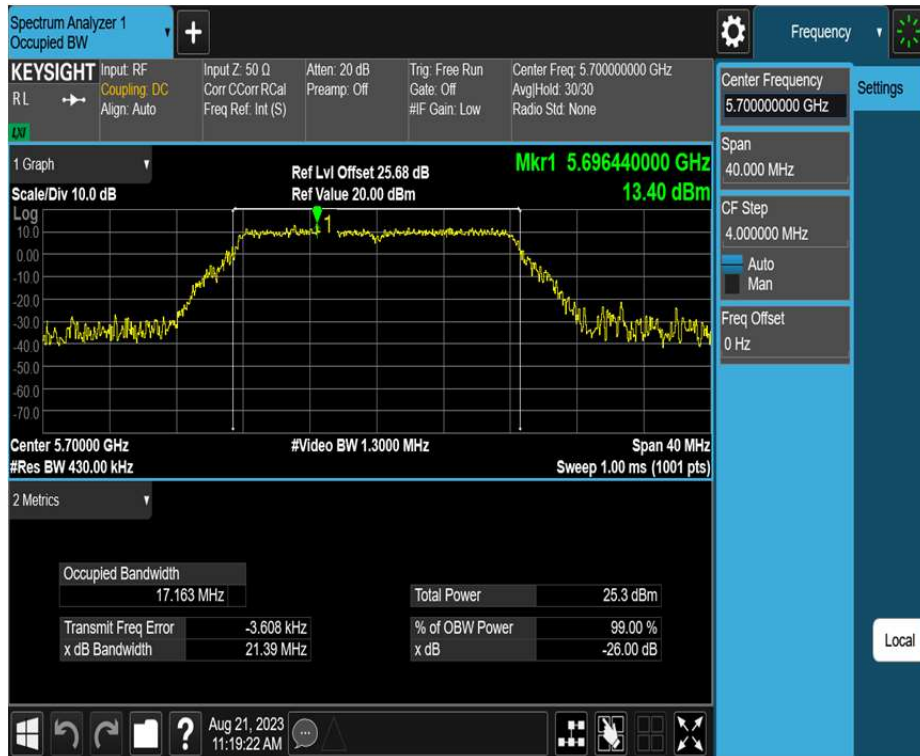 Spectrum Analyzer 1
Occupied BW
+
Frequency
KEYSIGHT
R L
LXI
Input: RF
Coupling: DC
Align: Auto
Input Z: 50 Ω
Corr CCorr RCal
Freq Ref: Int (S)
Atten: 20 dB
Preamp: Off
Trig: Free Run
Gate: Off
#IF Gain: Low
Center Freq: 5.700000000 GHz
Avg|Hold: 30/30
Radio Std: None
Center Frequency
5.70000000 GHz
Settings
Span
40.000 MHz
CF Step
4.000000 MHz
Auto
Man
Freq Offset
0 Hz
1 Graph
Scale/Div 10.0 dB
Ref Lvl Offset 25.68 dB
Ref Value 20.00 dBm
Mkr1 5.696440000 GHz
13.40 dBm
Log
10.0
0.00
-10.0
-20.0
-30.0
-40.0
-50.0
-60.0
-70.0
1
Center 5.70000 GHz
#Res BW 430.00 kHz
#Video BW 1.3000 MHz
Span 40 MHz
Sweep 1.00 ms (1001 pts)
2 Metrics
Occupied Bandwidth
17.163 MHz
Total Power 25.3 dBm
Transmit Freq Error -3.608 kHz
% of OBW Power 99.00 %
x dB Bandwidth 21.39 MHz
x dB -26.00 dB
Local
?
Aug 21, 2023
11:19:22 AM